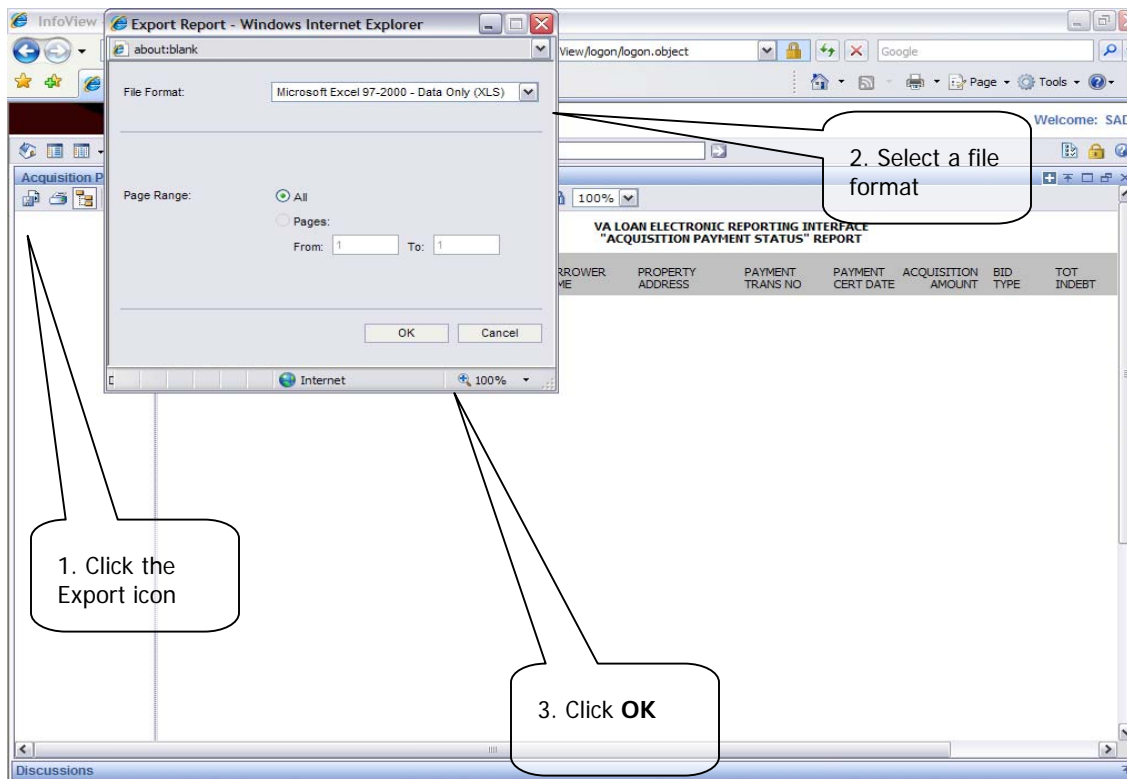 InfoView
Export Report - Windows Internet Explorer
about:blank
View/logon/logon.object
Google
Page
Tools
File Format:
Microsoft Excel 97-2000 - Data Only (XLS)
Welcome: SAD
2. Select a file
format
Acquisition P
Page Range:
All
100%
Pages:
From: 1 To: 1
VA LOAN ELECTRONIC REPORTING INTERFACE
"ACQUISITION PAYMENT STATUS" REPORT
RROWER PROPERTY PAYMENT PAYMENT ACQUISITION BID TOT
ME ADDRESS TRANS NO CERT DATE AMOUNT TYPE INDEBT
OK Cancel
Internet 100%
1. Click the
Export icon
3. Click OK
Discussions